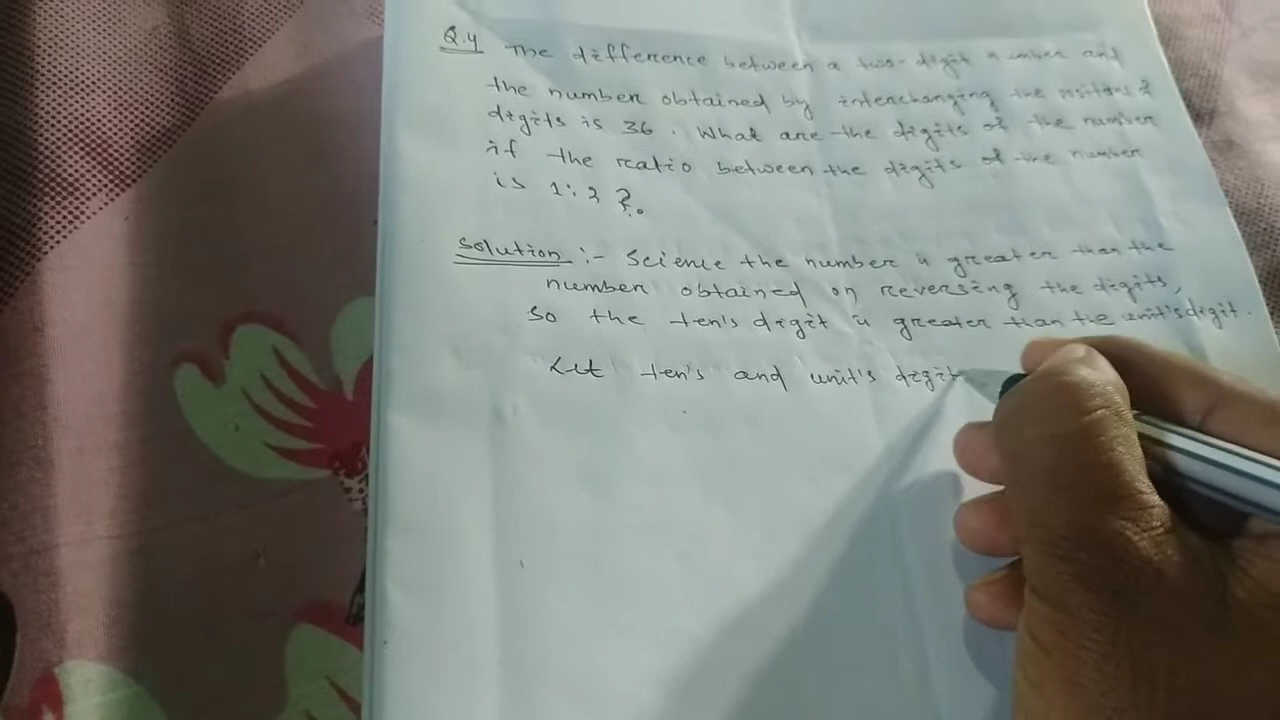 Q.4 The difference between a two-digit number and
the number obtained by interchanging the positions of
digits is 36. What are the digits of the number
if the ratio between the digits of the number
is 1:2 ?
Solution :- Science the number is greater than the
number obtained on reversing the digits,
So the ten's digit is greater than the unit's digit.
Let ten's and unit's digit